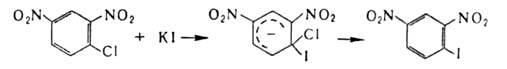 O₂N NO₂ Cl + KI → O₂N NO₂ − Cl I → O₂N NO₂ I